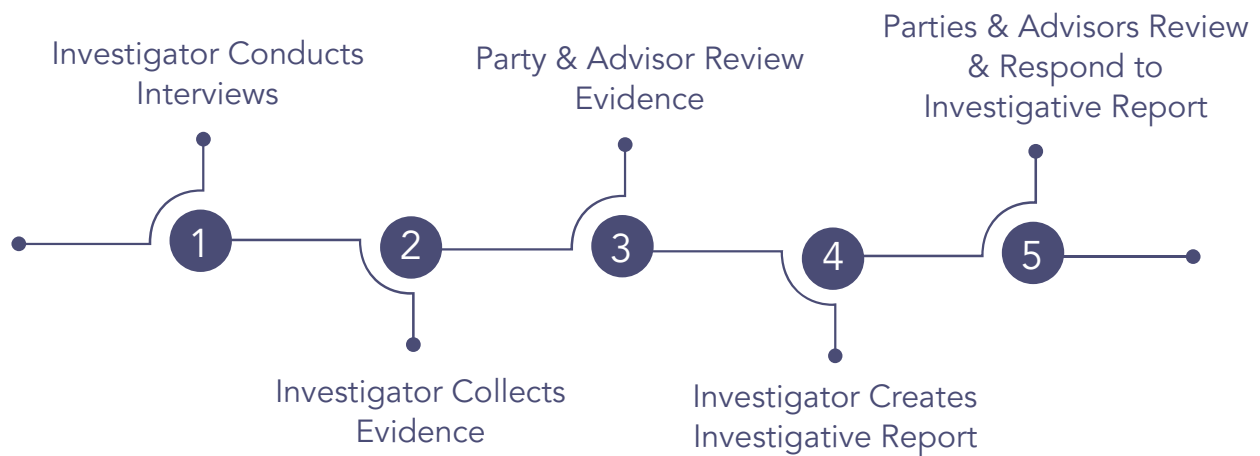 Investigator Conducts
Interviews
1
Investigator Collects
Evidence
2
Party & Advisor Review
Evidence
3
Investigator Creates
Investigative Report
4
Parties & Advisors Review
& Respond to
Investigative Report
5